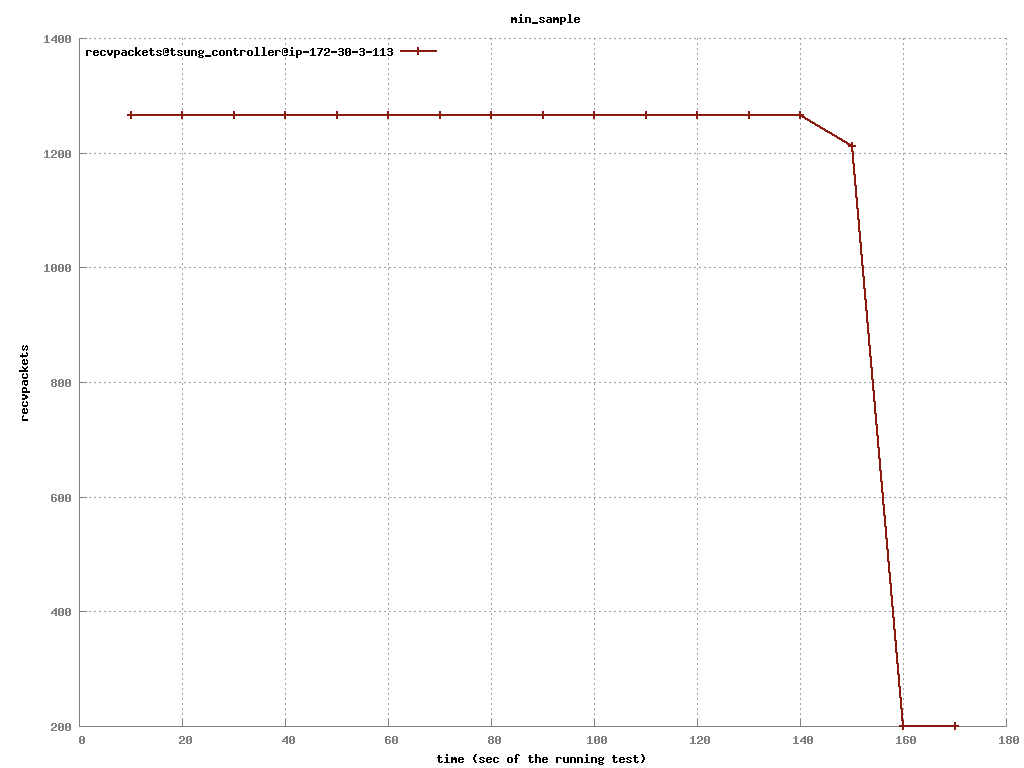 min_sample
1400
recvpackets@tsung_controller@ip-172-30-3-113
1200
1000
800
recvpackets
600
400
200
0 20 40 60 80 100 120 140 160 180
time (sec of the running test)